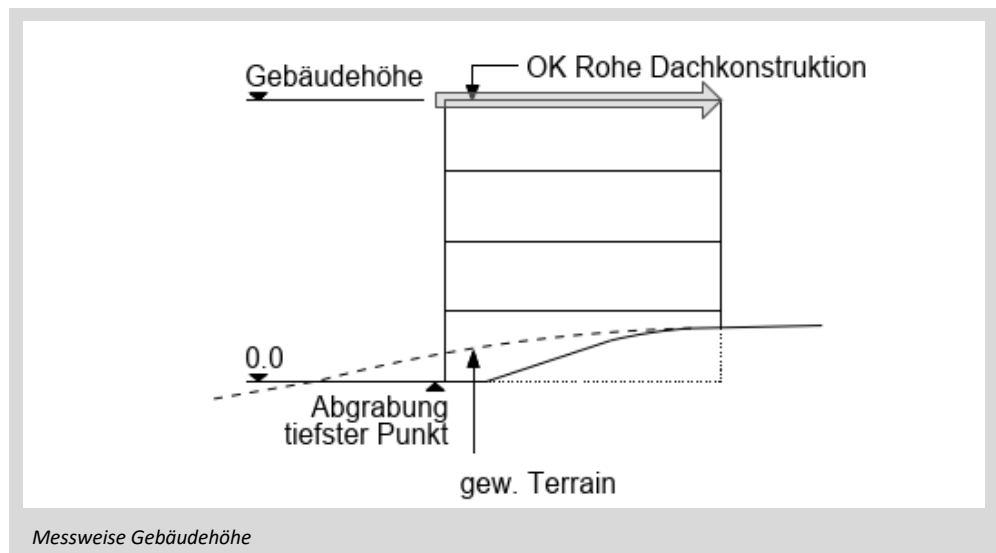 Gebäudehöhe
OK Rohe Dachkonstruktion
0.0
Abgrabung
tiefster Punkt
gew. Terrain
Messweise Gebäudehöhe